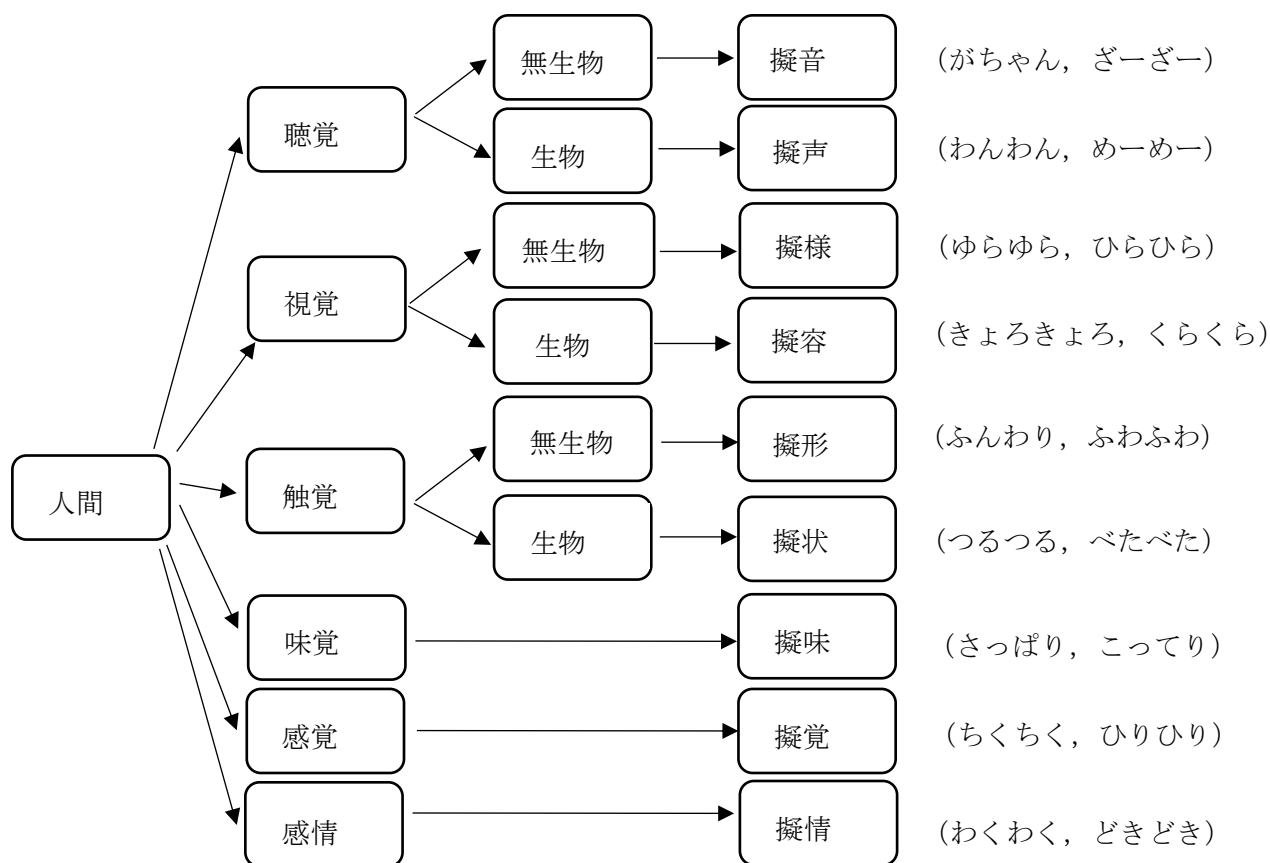 無生物 擬音 (がちゃん，ざーざー)
聴覚
生物 擬声 (わんわん，めーめー)
無生物 擬様 (ゆらゆら，ひらひら)
視覚
生物 擬容 (きょろきょろ，くらくら)
無生物 擬形 (ふんわり，ふわふわ)
人間 触覚
生物 擬状 (つるつる，べたべた)
味覚 擬味 (さっぱり，こってり)
感覚 擬覚 (ちくちく，ひりひり)
感情 擬情 (わくわく，どきどき)